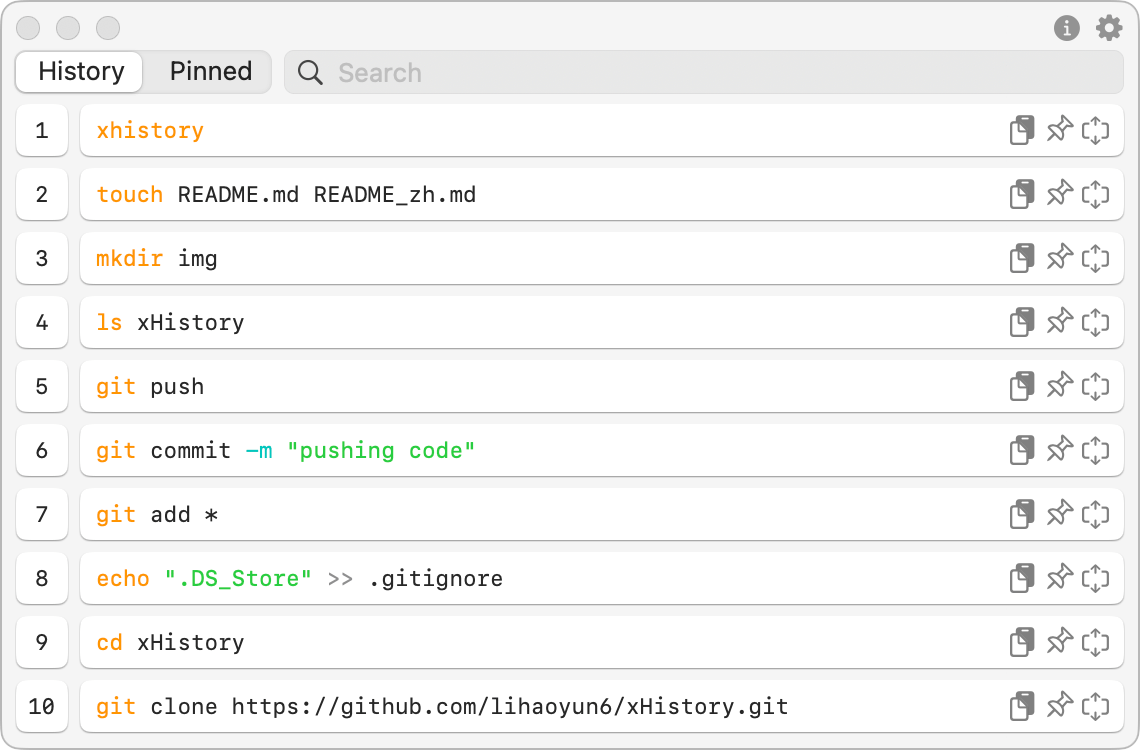 History Pinned Search
1 xhistory
2 touch README.md README_zh.md
3 mkdir img
4 ls xHistory
5 git push
6 git commit -m "pushing code"
7 git add *
8 echo ".DS_Store" >> .gitignore
9 cd xHistory
10 git clone https://github.com/lihaoyun6/xHistory.git